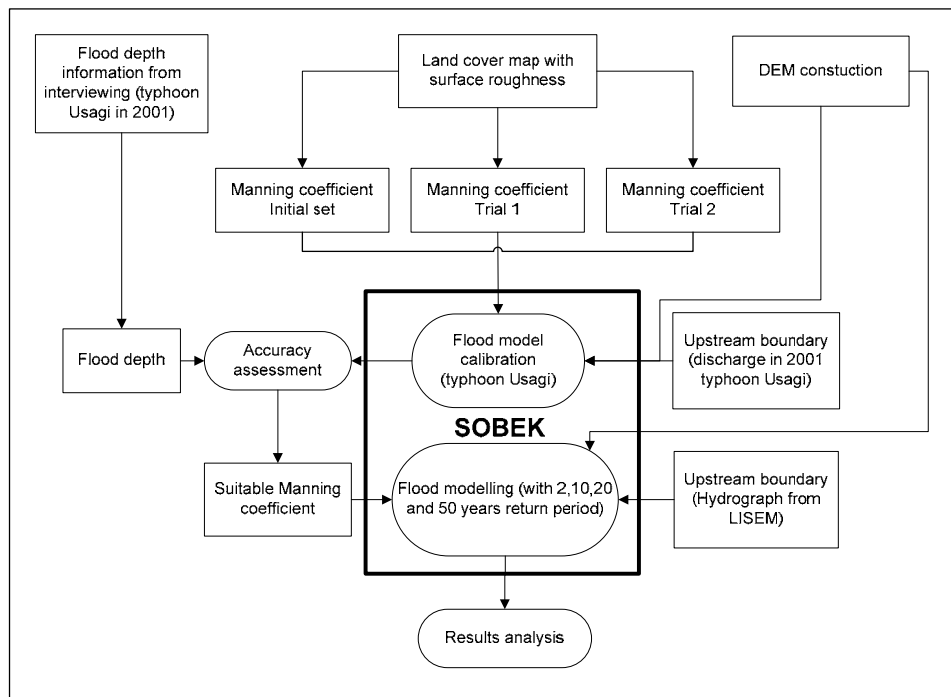 Flood depth
information from
interviewing (typhoon
Usagi in 2001)
Land cover map with
surface roughness
DEM constuction
Manning coefficient
Initial set
Manning coefficient
Trial 1
Manning coefficient
Trial 2
Flood depth
Accuracy
assessment
Flood model
calibration
(typhoon Usagi)
Upstream boundary
(discharge in 2001
typhoon Usagi)
SOBEK
Suitable Manning
coefficient
Flood modelling (with 2,10,20
and 50 years return period)
Upstream boundary
(Hydrograph from
LISEM)
Results analysis